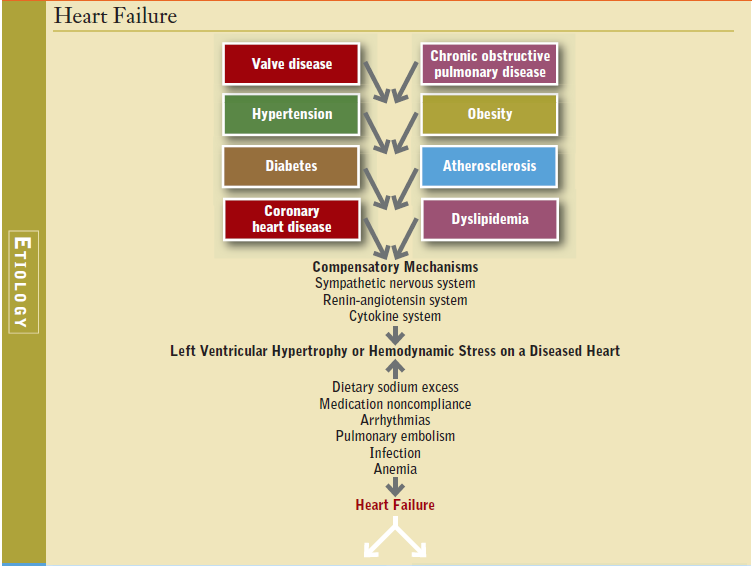 Heart Failure
Valve disease
Chronic obstructive
pulmonary disease
Hypertension
Obesity
Diabetes
Atherosclerosis
Coronary
heart disease
Dyslipidemia
ETIOLOGY
Compensatory Mechanisms
Sympathetic nervous system
Renin-angiotensin system
Cytokine system
Left Ventricular Hypertrophy or Hemodynamic Stress on a Diseased Heart
Dietary sodium excess
Medication noncompliance
Arrhythmias
Pulmonary embolism
Infection
Anemia
Heart Failure